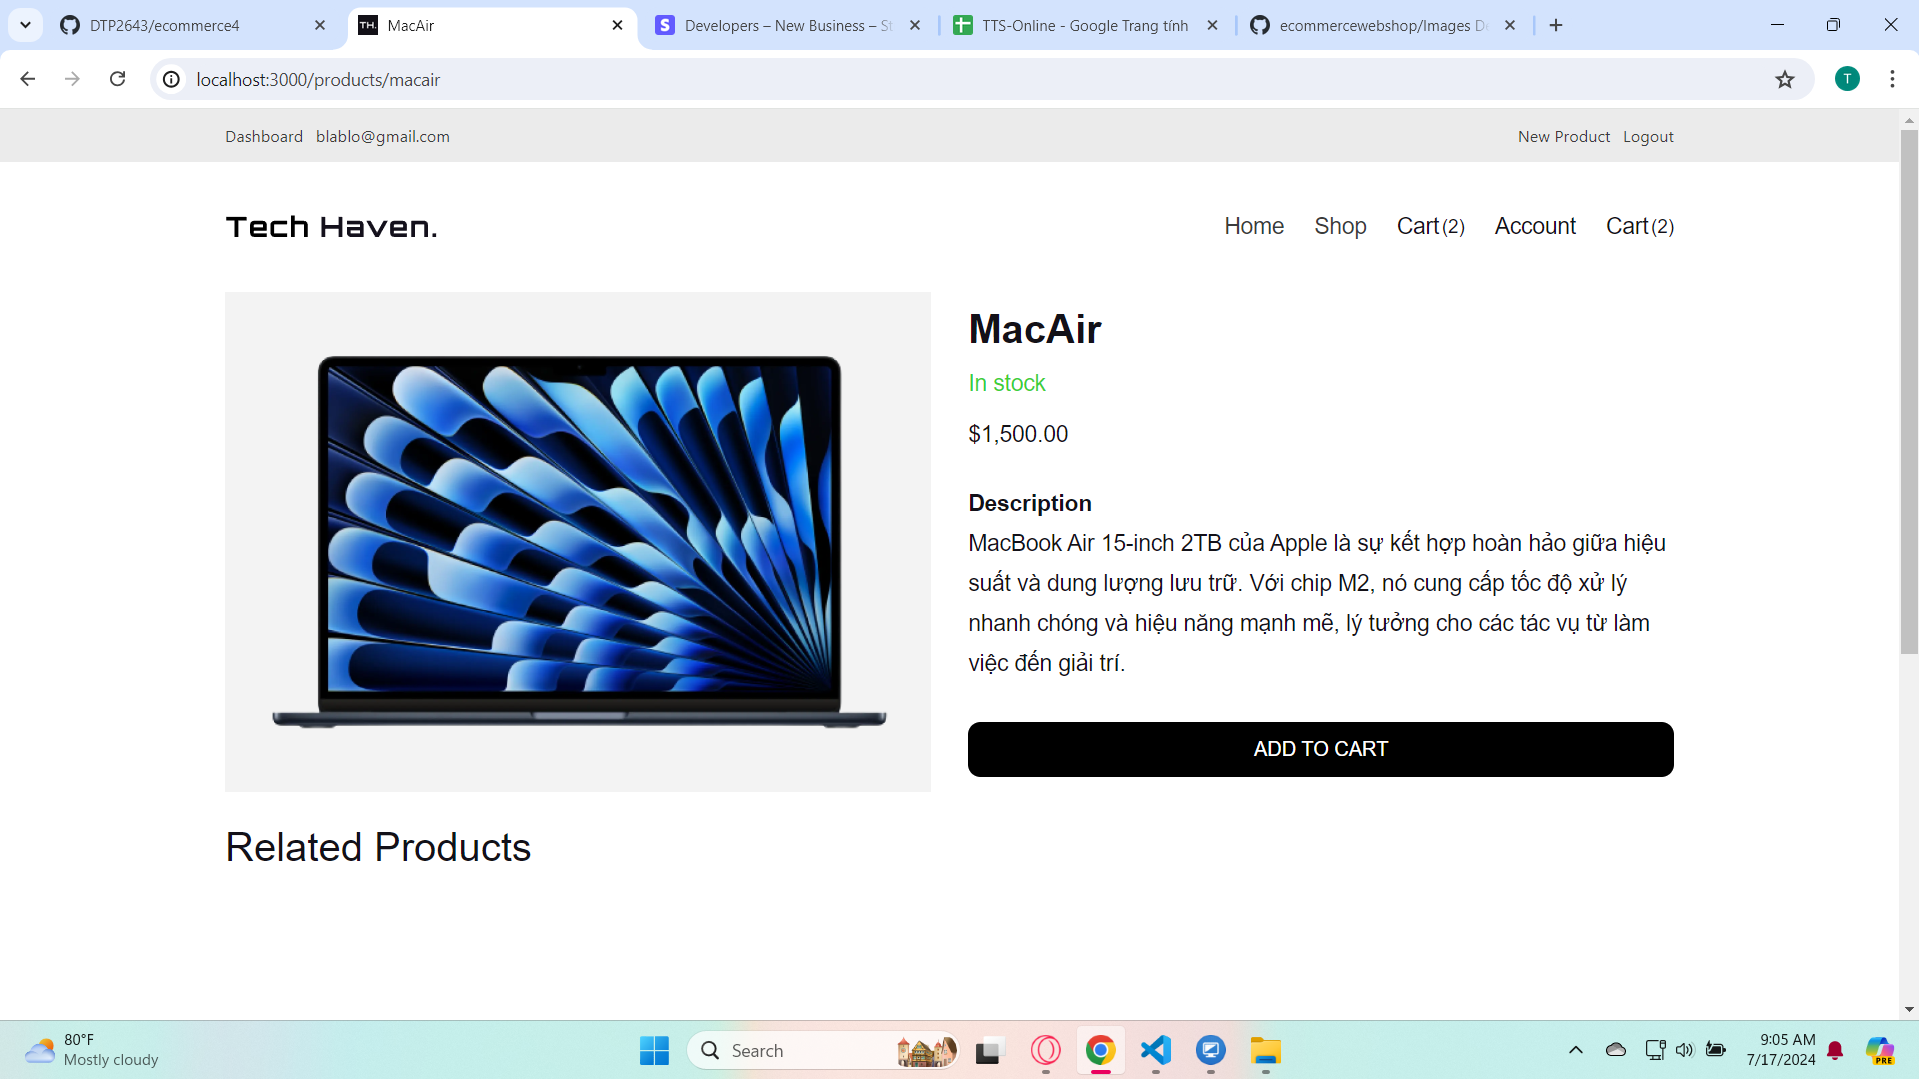 DTP2643/ecommerce4
TH. MacAir
Developers – New Business – St
TTS-Online - Google Trang tính
ecommercewebshop/Images De
localhost:3000/products/macair
T
Dashboard blablo@gmail.com
New Product Logout
Tech Haven.
Home Shop Cart(2) Account Cart(2)
MacAir
In stock
$1,500.00
Description
MacBook Air 15-inch 2TB của Apple là sự kết hợp hoàn hảo giữa hiệu
suất và dung lượng lưu trữ. Với chip M2, nó cung cấp tốc độ xử lý
nhanh chóng và hiệu năng mạnh mẽ, lý tưởng cho các tác vụ từ làm
việc đến giải trí.
ADD TO CART
Related Products
80°F
Mostly cloudy
Search
9:05 AM
7/17/2024
PRE